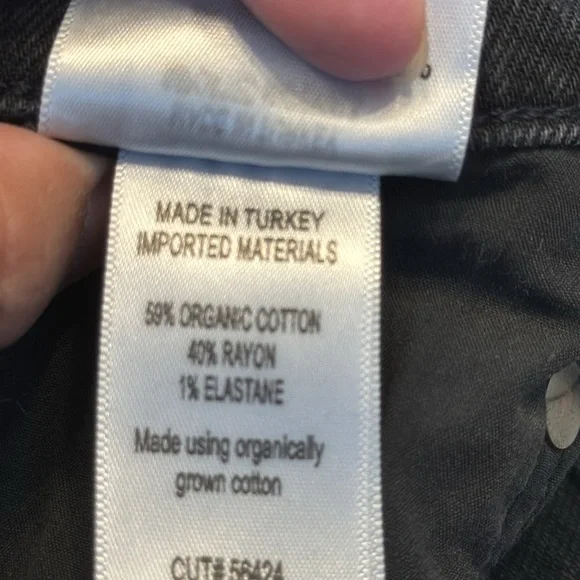 MADE IN TURKEY
IMPORTED MATERIALS
59% ORGANIC COTTON
40% RAYON
1% ELASTANE
Made using organically
grown cotton
CUT# 56424